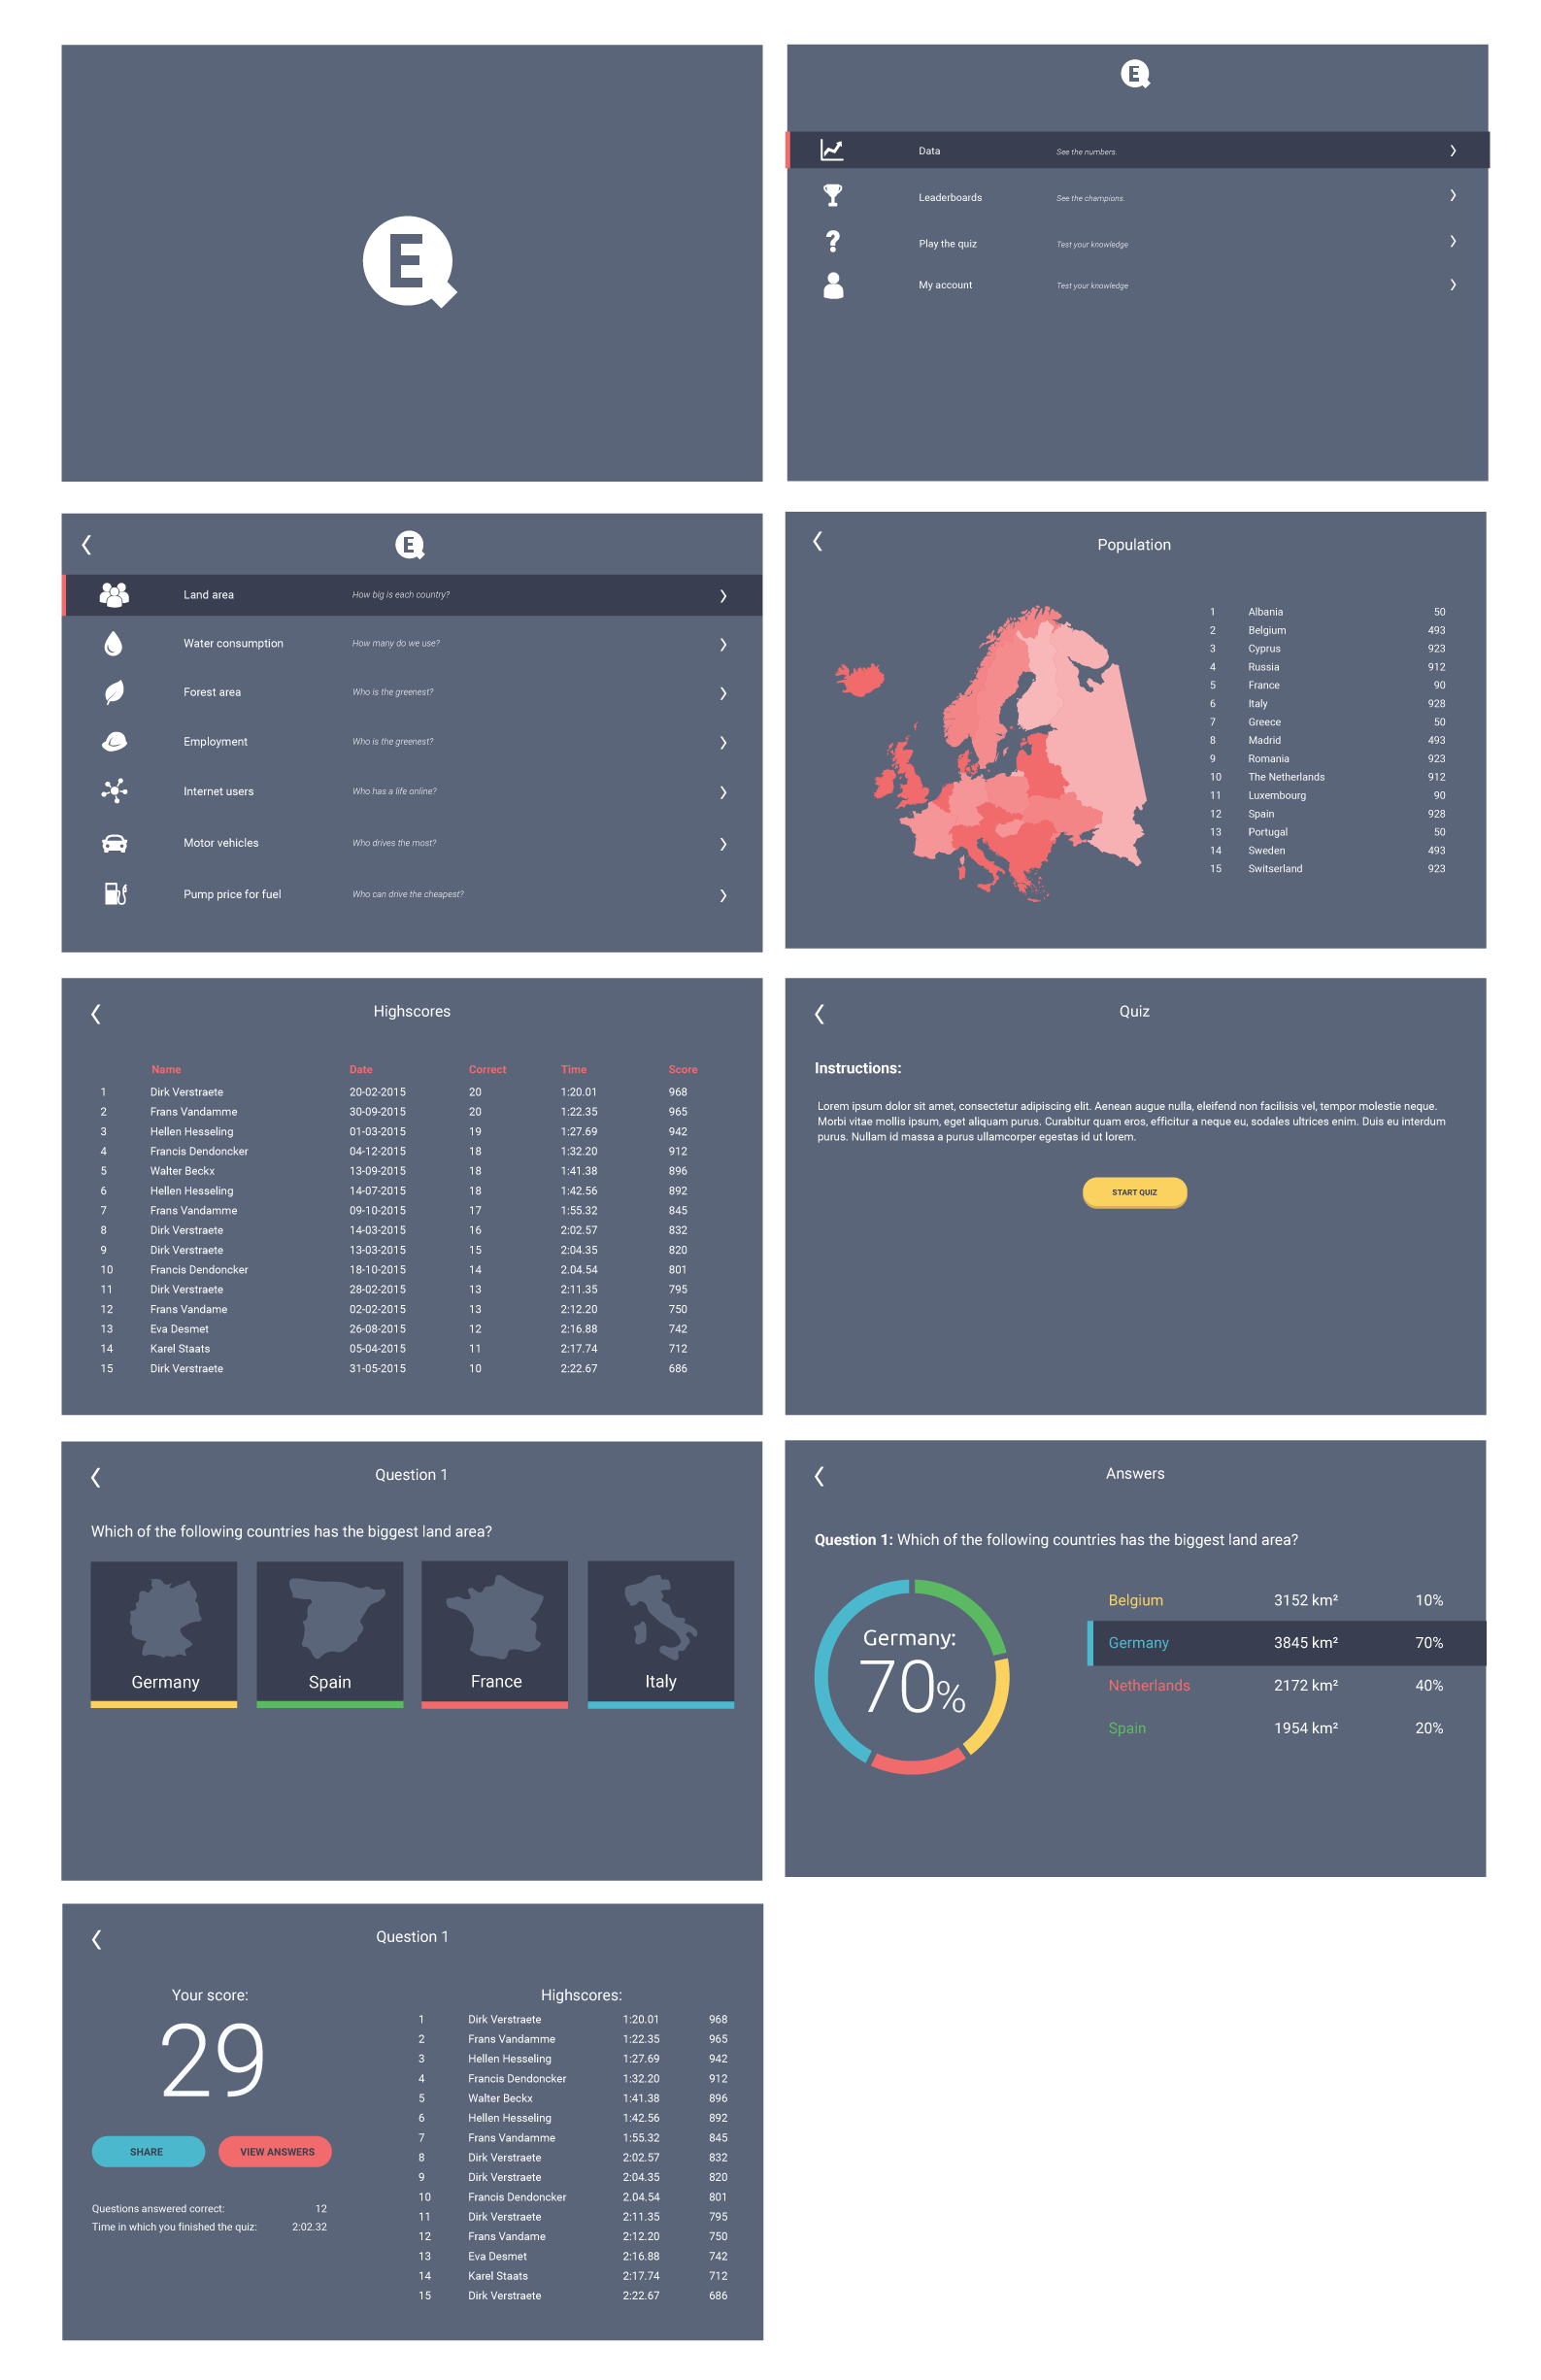 EQ
EQ
Data See the numbers.
Leaderboards See the champions.
Play the quiz Test your knowledge
My account Test your knowledge
EQ
Land area How big is each country?
Water consumption How many do we use?
Forest area Who is the greenest?
Employment Who is the greenest?
Internet users Who has a life online?
Motor vehicles Who drives the most?
Pump price for fuel Who can drive the cheapest?
Population
1 Albania 50
2 Belgium 493
3 Cyprus 923
4 Russia 912
5 France 90
6 Italy 928
7 Greece 50
8 Madrid 493
9 Romania 923
10 The Netherlands 912
11 Luxembourg 90
12 Spain 928
13 Portugal 50
14 Sweden 493
15 Switserland 923
Highscores
Name Date Correct Time Score
1 Dirk Verstraete 20-02-2015 20 1:20.01 968
2 Frans Vandamme 30-09-2015 20 1:22.35 965
3 Hellen Hesseling 01-03-2015 19 1:27.69 942
4 Francis Dendoncker 04-12-2015 18 1:32.20 912
5 Walter Beckx 13-09-2015 18 1:41.38 896
6 Hellen Hesseling 14-07-2015 18 1:42.56 892
7 Frans Vandamme 09-10-2015 17 1:55.32 845
8 Dirk Verstraete 14-03-2015 16 2:02.57 832
9 Dirk Verstraete 13-03-2015 15 2:04.35 820
10 Francis Dendoncker 18-10-2015 14 2.04.54 801
11 Dirk Verstraete 28-02-2015 13 2:11.35 795
12 Frans Vandame 02-02-2015 13 2:12.20 750
13 Eva Desmet 26-08-2015 12 2:16.88 742
14 Karel Staats 05-04-2015 11 2:17.74 712
15 Dirk Verstraete 31-05-2015 10 2:22.67 686
Quiz
Instructions:
Lorem ipsum dolor sit amet, consectetur adipiscing elit. Aenean augue nulla, eleifend non facilisis vel, tempor molestie neque.
Morbi vitae mollis ipsum, eget aliquam purus. Curabitur quam eros, efficitur a neque eu, sodales ultrices enim. Duis eu interdum
purus. Nullam id massa a purus ullamcorper egestas id ut lorem.
START QUIZ
Question 1
Which of the following countries has the biggest land area?
Germany Spain France Italy
Answers
Question 1: Which of the following countries has the biggest land area?
Germany:
70%
Belgium 3152 km² 10%
Germany 3845 km² 70%
Netherlands 2172 km² 40%
Spain 1954 km² 20%
Question 1
Your score:
29
SHARE VIEW ANSWERS
Questions answered correct: 12
Time in which you finished the quiz: 2:02.32
Highscores:
1 Dirk Verstraete 1:20.01 968
2 Frans Vandamme 1:22.35 965
3 Hellen Hesseling 1:27.69 942
4 Francis Dendoncker 1:32.20 912
5 Walter Beckx 1:41.38 896
6 Hellen Hesseling 1:42.56 892
7 Frans Vandamme 1:55.32 845
8 Dirk Verstraete 2:02.57 832
9 Dirk Verstraete 2:04.35 820
10 Francis Dendoncker 2.04.54 801
11 Dirk Verstraete 2:11.35 795
12 Frans Vandame 2:12.20 750
13 Eva Desmet 2:16.88 742
14 Karel Staats 2:17.74 712
15 Dirk Verstraete 2:22.67 686